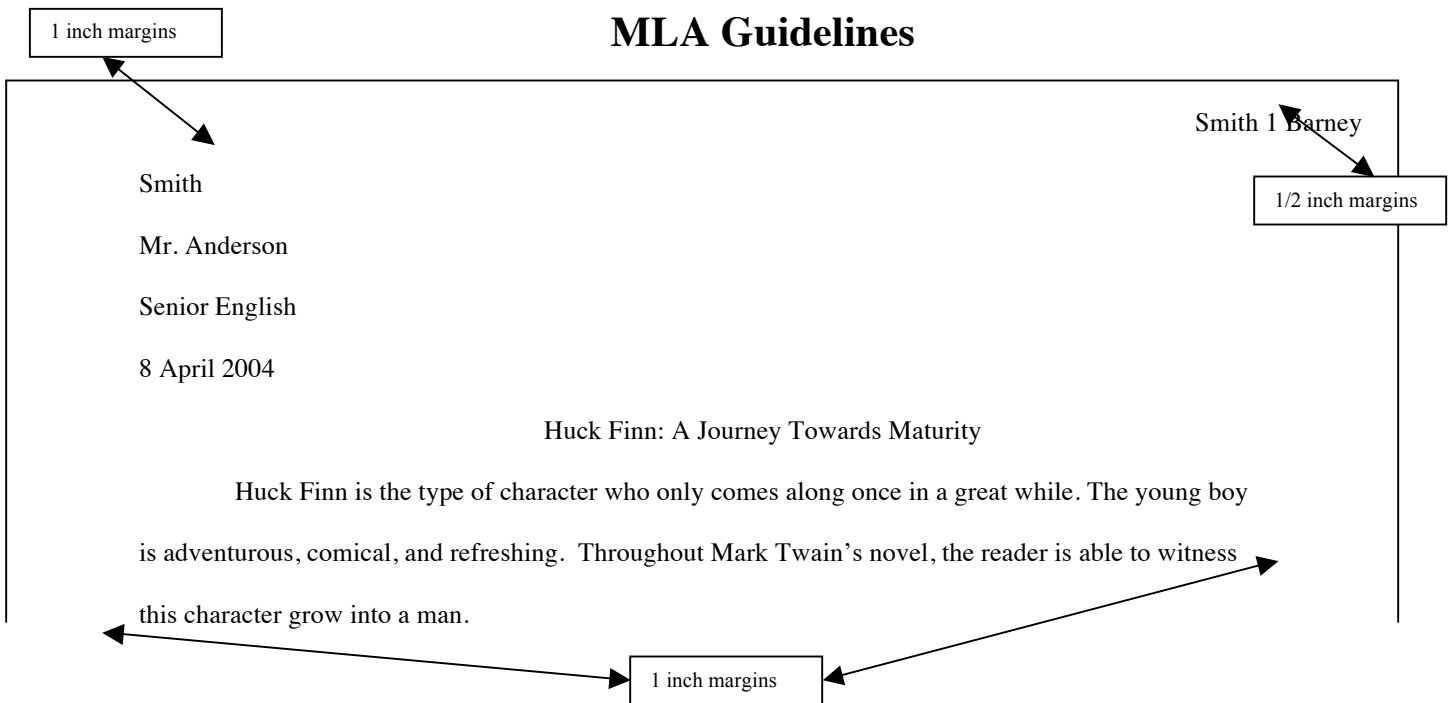 1 inch margins
MLA Guidelines
Smith 1 Barney
Smith
1/2 inch margins
Mr. Anderson
Senior English
8 April 2004
Huck Finn: A Journey Towards Maturity
Huck Finn is the type of character who only comes along once in a great while. The young boy
is adventurous, comical, and refreshing.  Throughout Mark Twain’s novel, the reader is able to witness
this character grow into a man.
1 inch margins